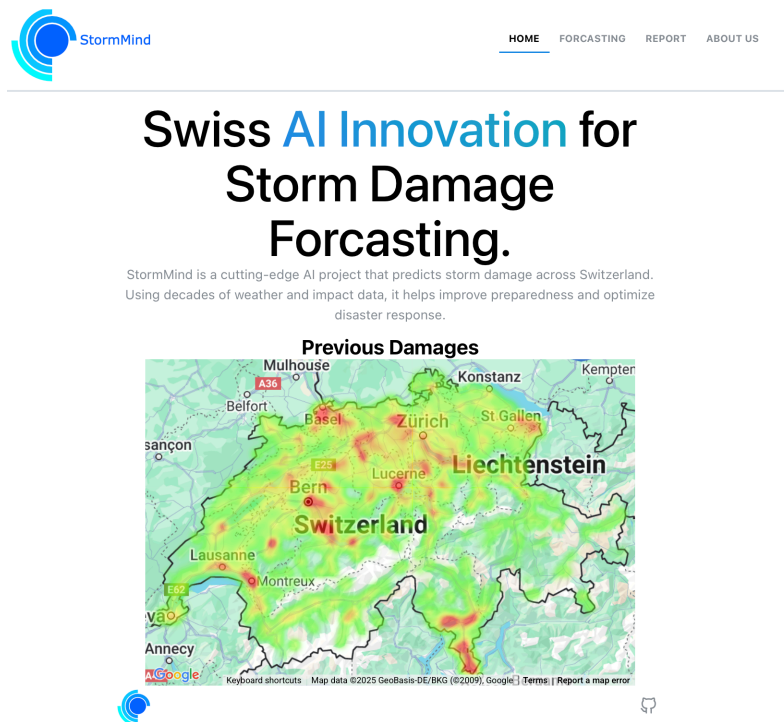 StormMind
HOME FORCASTING REPORT ABOUT US
Swiss AI Innovation for
Storm Damage
Forcasting.
StormMind is a cutting-edge AI project that predicts storm damage across Switzerland.
Using decades of weather and impact data, it helps improve preparedness and optimize
disaster response.
Previous Damages
Mulhouse
Kempten
Konstanz
A36
Belfort
Basel
Zürich
St Gallen
sançon
E25
Liechtenstein
Lucerne
Bern
Switzerland
Lausanne
Montreux
E62
eva
Annecy
Google
Keyboard shortcuts Map data ©2025 GeoBasis-DE/BKG (©2009), Google Terms Report a map error